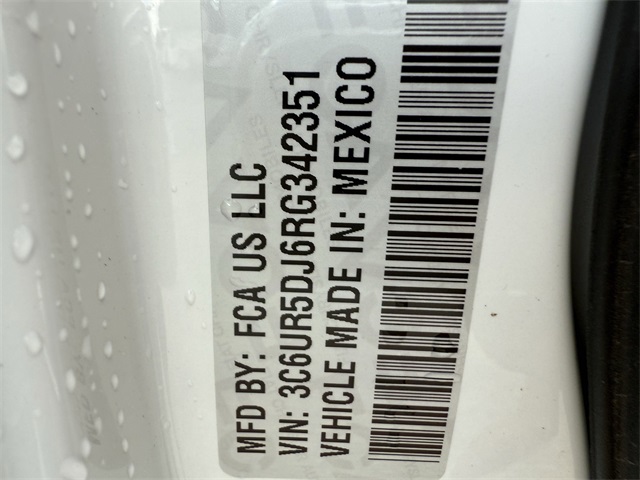 MFD BY: FCA US LLC
VIN: 3C6UR5DJ6RG342351
VEHICLE MADE IN: MEXICO